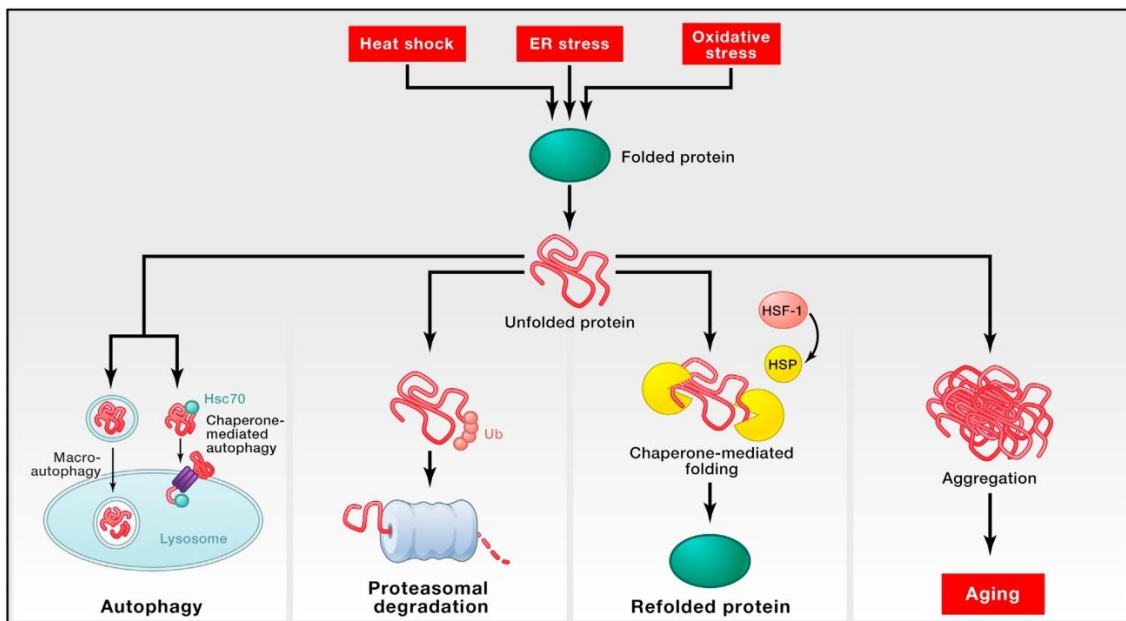 Heat shock
ER stress
Oxidative
stress
Folded protein
Unfolded protein
Hsc70
Chaperone-
mediated
autophagy
Macro-
autophagy
Lysosome
Autophagy
Ub
Proteasomal
degradation
HSF-1
HSP
Chaperone-mediated
folding
Refolded protein
Aggregation
Aging